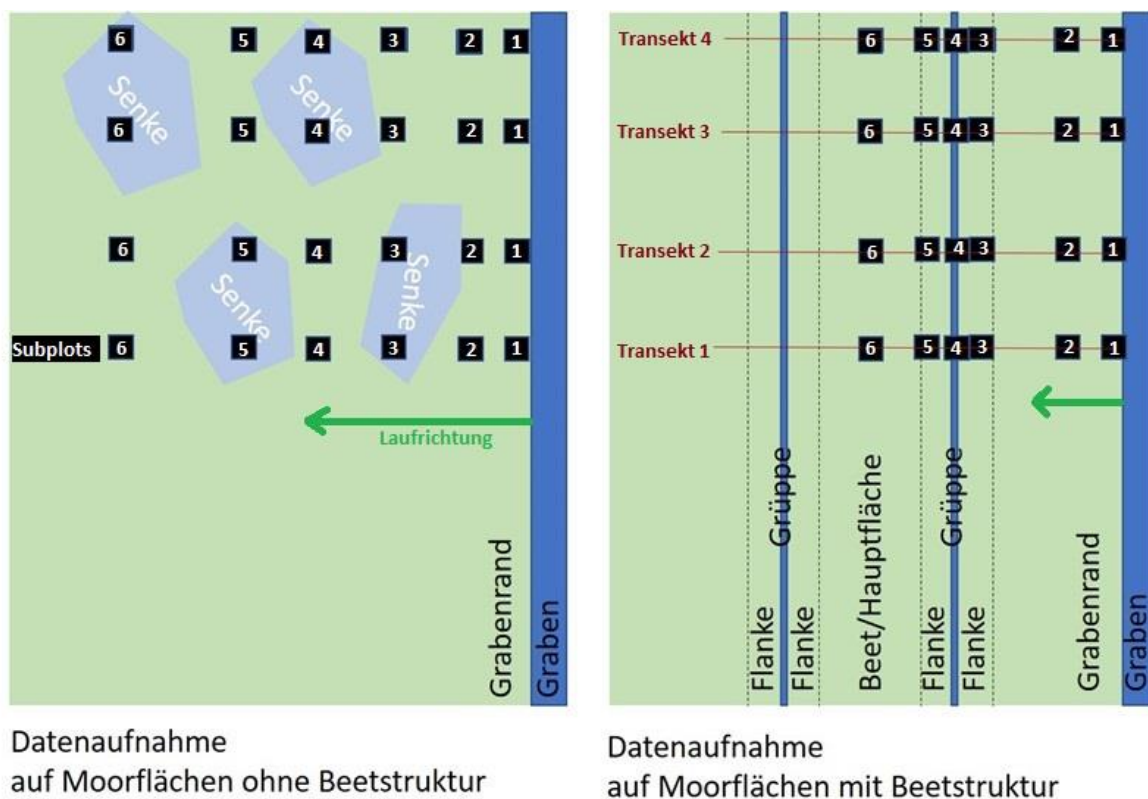 6 5 4 3 2 1
Senke Senke
6 5 4 3 2 1
6 5 4 3 2 1
Senke Senke
Subplots 6 5 4 3 2 1
Laufrichtung
Grabenrand
Graben
Datenaufnahme
auf Moorflächen ohne Beetstruktur
Transekt 4 6 5 4 3 2 1
Transekt 3 6 5 4 3 2 1
Transekt 2 6 5 4 3 2 1
Transekt 1 6 5 4 3 2 1
Flanke
Grüppe
Flanke
Beet/Hauptfläche
Flanke
Grüppe
Flanke
Grabenrand
Graben
Datenaufnahme
auf Moorflächen mit Beetstruktur